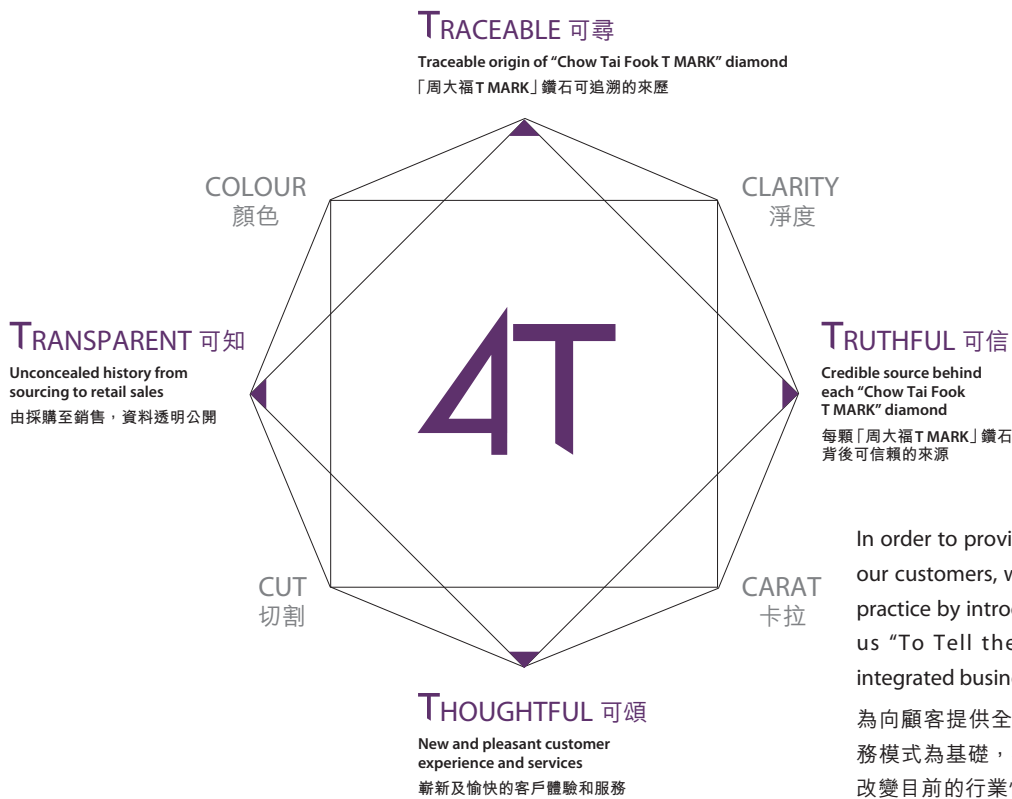 TRACEABLE 可尋
Traceable origin of “Chow Tai Fook T MARK” diamond
「周大福T MARK」鑽石可追溯的來歷
COLOUR
顏色
CLARITY
淨度
TRANSPARENT 可知
Unconcealed history from
sourcing to retail sales
由採購至銷售，資料透明公開
4T
TRUTHFUL 可信
Credible source behind
each “Chow Tai Fook
T MARK” diamond
每顆「周大福T MARK」鑽石
背後可信賴的來源
CUT
切割
CARAT
卡拉
THOUGHTFUL 可頌
New and pleasant customer
experience and services
嶄新及愉快的客戶體驗和服務
In order to provi
our customers, w
practice by introd
us “To Tell the
integrated busin
為向顧客提供全
務模式為基礎，
改變目前的行業